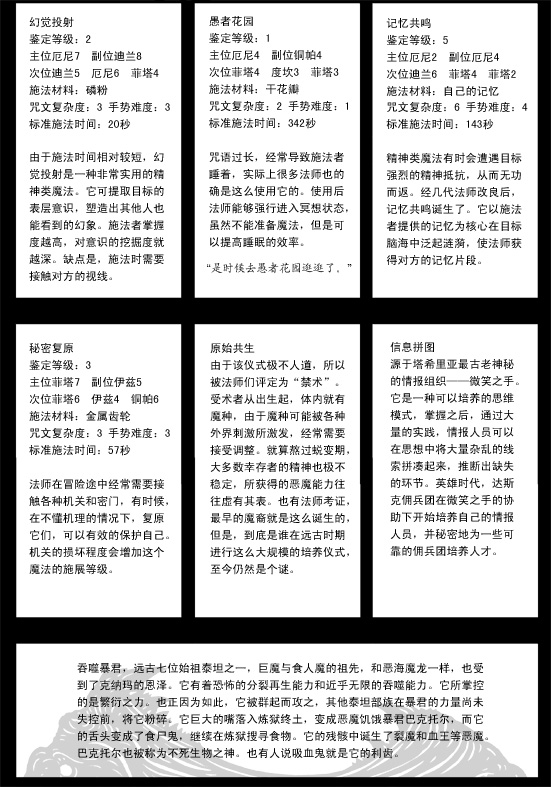 幻觉投射
鉴定等级：2
主位厄尼7　副位迪兰8
次位迪兰5　厄尼6　菲塔4
施法材料：磷粉
咒文复杂度：3 手势难度：3
标准施法时间：20秒
由于施法时间相对较短，幻
觉投射是一种非常实用的精
神类魔法。它可提取目标的
表层意识，塑造出其他人也
能看到的幻象。施法者掌握
度越高，对意识的挖掘度就
越深。缺点是，施法时需要
接触对方的视线。
愚者花园
鉴定等级：1
主位厄尼4　副位铜帕4
次位菲塔4　度坎3　菲塔3
施法材料：干花瓣
咒文复杂度：2 手势难度：1
标准施法时间：342秒
咒语过长，经常导致施法者
睡着，实际上很多法师也的
确是这么使用它的。使用后
法师能够强行进入冥想状态，
虽然不能准备魔法，但是可
以提高睡眠的效率。
“是时候去愚者花园逛逛了。”
记忆共鸣
鉴定等级：5
主位厄尼2　副位厄尼4
次位迪兰6　菲塔4　菲塔2
施法材料：自己的记忆
咒文复杂度：6 手势难度：4
标准施法时间：143秒
精神类魔法有时会遭遇目标
强烈的精神抵抗，从而无功
而返。经几代法师改良后，
记忆共鸣诞生了。它以施法
者提供的记忆为核心在目标
脑海中泛起涟漪，使法师获
得对方的记忆片段。
秘密复原
鉴定等级：3
主位菲塔7　副位伊兹5
次位菲塔6　伊兹4　铜帕6
施法材料：金属齿轮
咒文复杂度：3 手势难度：3
标准施法时间：57秒
法师在冒险途中经常需要接
触各种机关和密门，有时候，
在不懂机理的情况下，复原
它们，可以有效的保护自己。
机关的损坏程度会增加这个
魔法的施展等级。
原始共生
由于该仪式极不人道，所以
被法师们评定为“禁术”。
受术者从出生起，体内就有
魔种，由于魔种可能被各种
外界刺激所激发，经常需要
接受调整。就算熬过蜕变期，
大多数幸存者的精神也极不
稳定，所获得的恶魔能力往
往虚有其表。也有法师考证，
最早的魔裔就是这么诞生的，
但是，到底是谁在远古时期
进行这么大规模的培养仪式，
至今仍然是个谜。
信息拼图
源于塔希里亚最古老神秘
的情报组织——微笑之手。
它是一种可以培养的思维
模式，掌握之后，通过大
量的实践，情报人员可以
在思想中将大量杂乱的线
索拼凑起来，推断出缺失
的环节。英雄时代，达斯
克佣兵团在微笑之手的协
助下开始培养自己的情报
人员，并秘密地为一些可
靠的佣兵团培养人才。
吞噬暴君，远古七位始祖泰坦之一，巨魔与食人魔的祖先，和恶海魔龙一样，也受
到了克纳玛的恩泽。它有着恐怖的分裂再生能力和近乎无限的吞噬能力。它所掌控
的是繁衍之力。也正因为如此，它被群起而攻之，其他泰坦部族在暴君的力量尚未
失控前，将它粉碎。它巨大的嘴落入炼狱终土，变成恶魔饥饿暴君巴克托尔，而它
的舌头变成了食尸鬼，继续在炼狱搜寻食物。它的残骸中诞生了裂魔和血王等恶魔。
巴克托尔也被称为不死生物之神。也有人说吸血鬼就是它的利齿。